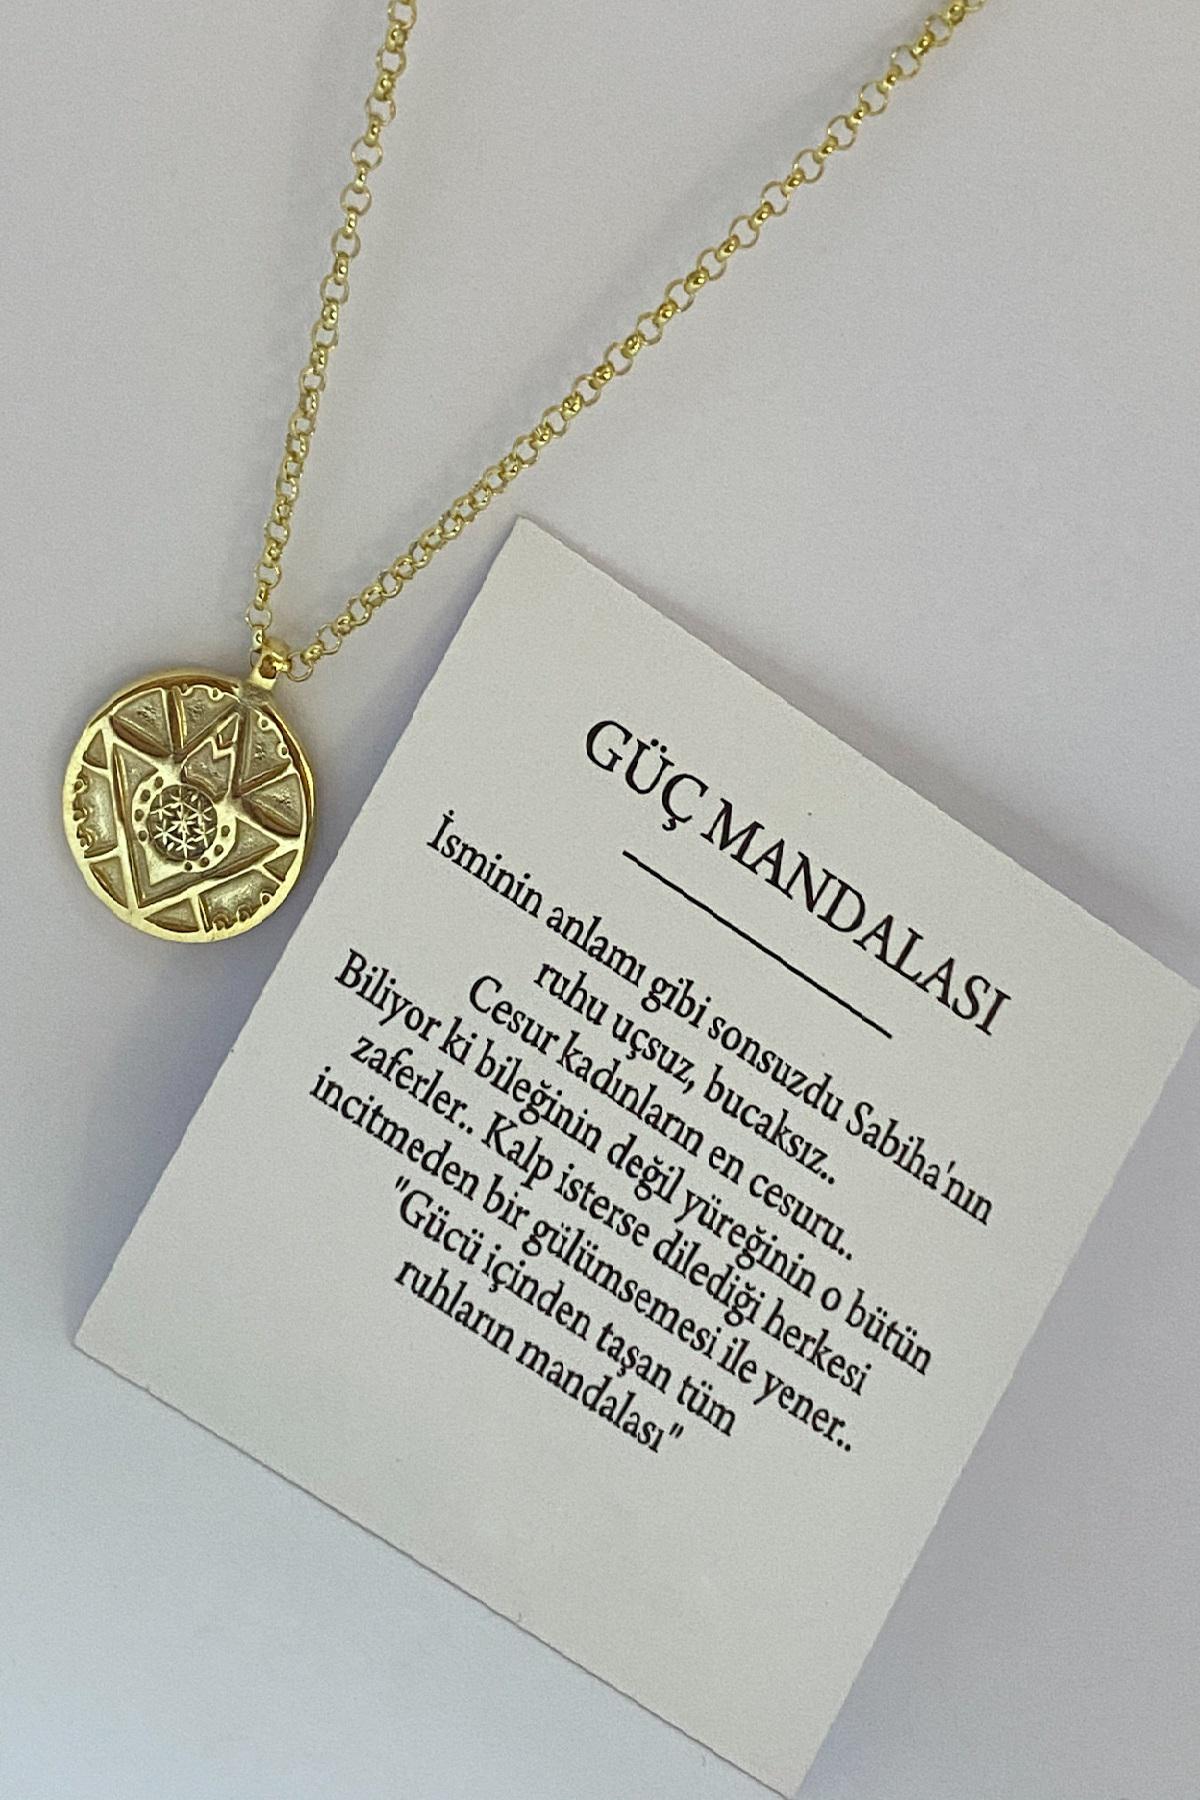 GÜÇ MANDALASI
İsminin anlamı gibi sonsuzdu Sabiha'nın
ruhu uçsuz, bucaksız..
Cesur kadınların en cesuru..
Biliyor ki bileğinin değil yüreğinin o bütün
zaferler.. Kalp isterse dilediği herkesi
incitmeden bir gülümsemesi ile yener..
"Gücü içinden taşan tüm
ruhların mandalası"